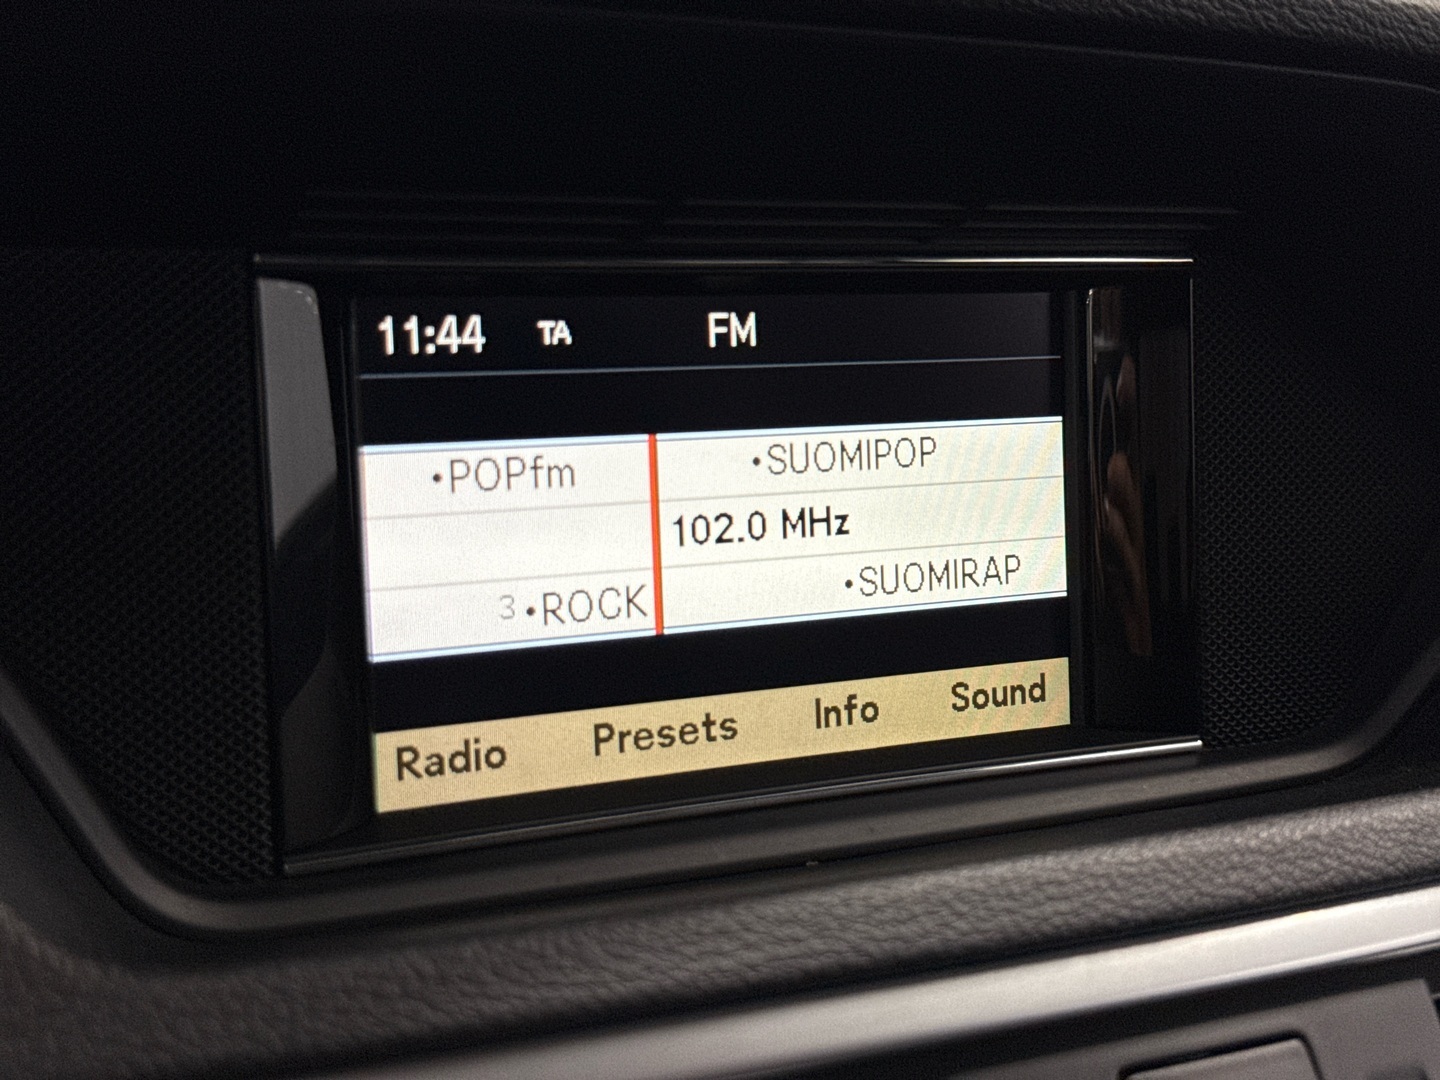 11:44 TA FM
•POPfm •SUOMIPOP
102.0 MHz
3 •ROCK •SUOMIRAP
Radio Presets Info Sound